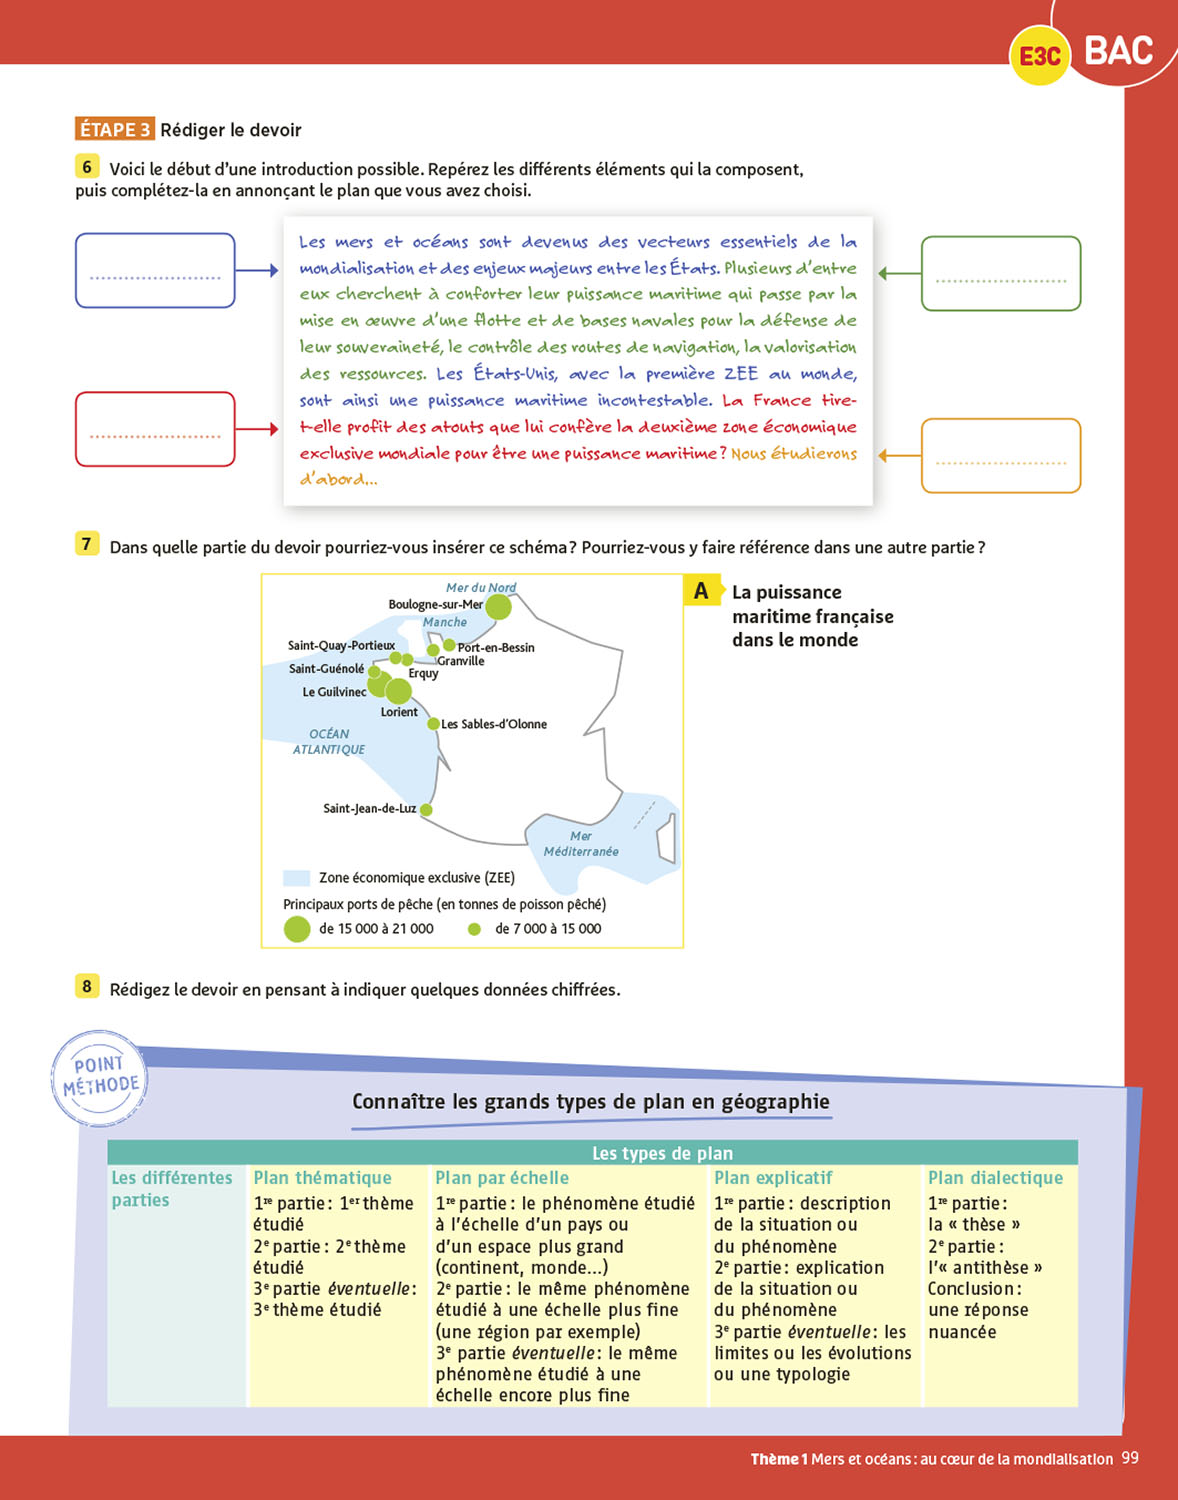 E3C BAC
ÉTAPE 3 Rédiger le devoir
6 Voici le début d'une introduction possible. Repérez les différents éléments qui la composent,
puis complétez-la en annonçant le plan que vous avez choisi.
Les mers et océans sont devenus des vecteurs essentiels de la
mondialisation et des enjeux majeurs entre les États. Plusieurs d'entre
eux cherchent à conforter leur puissance maritime qui passe par la
mise en œuvre d'une flotte et de bases navales pour la défense de
leur souveraineté, le contrôle des routes de navigation, la valorisation
des ressources. Les États-Unis, avec la première ZEE au monde,
sont ainsi une puissance maritime incontestable. La France tire-
t-elle profit des atouts que lui confère la deuxième zone économique
exclusive mondiale pour être une puissance maritime ? Nous étudierons
d'abord...
7 Dans quelle partie du devoir pourriez-vous insérer ce schéma ? Pourriez-vous y faire référence dans une autre partie ?
A La puissance
maritime française
dans le monde
Mer du Nord
Boulogne-sur-Mer
Manche
Saint-Quay-Portieux
Port-en-Bessin
Granville
Saint-Guénolé
Erquy
Le Guilvinec
Lorient
Les Sables-d'Olonne
OCÉAN
ATLANTIQUE
Saint-Jean-de-Luz
Mer
Méditerranée
Zone économique exclusive (ZEE)
Principaux ports de pêche (en tonnes de poisson pêché)
de 15 000 à 21 000 de 7 000 à 15 000
8 Rédigez le devoir en pensant à indiquer quelques données chiffrées.
POINT
MÉTHODE
Connaître les grands types de plan en géographie
Les types de plan
Les différentes
parties
Plan thématique
1re partie : 1er thème
étudié
2e partie : 2e thème
étudié
3e partie éventuelle :
3e thème étudié
Plan par échelle
1re partie : le phénomène étudié
à l'échelle d'un pays ou
d'un espace plus grand
(continent, monde...)
2e partie : le même phénomène
étudié à une échelle plus fine
(une région par exemple)
3e partie éventuelle : le même
phénomène étudié à une
échelle encore plus fine
Plan explicatif
1re partie : description
de la situation ou
du phénomène
2e partie : explication
de la situation ou
du phénomène
3e partie éventuelle : les
limites ou les évolutions
ou une typologie
Plan dialectique
1re partie :
la « thèse »
2e partie :
l'« antithèse »
Conclusion :
une réponse
nuancée
Thème 1 Mers et océans : au cœur de la mondialisation 99